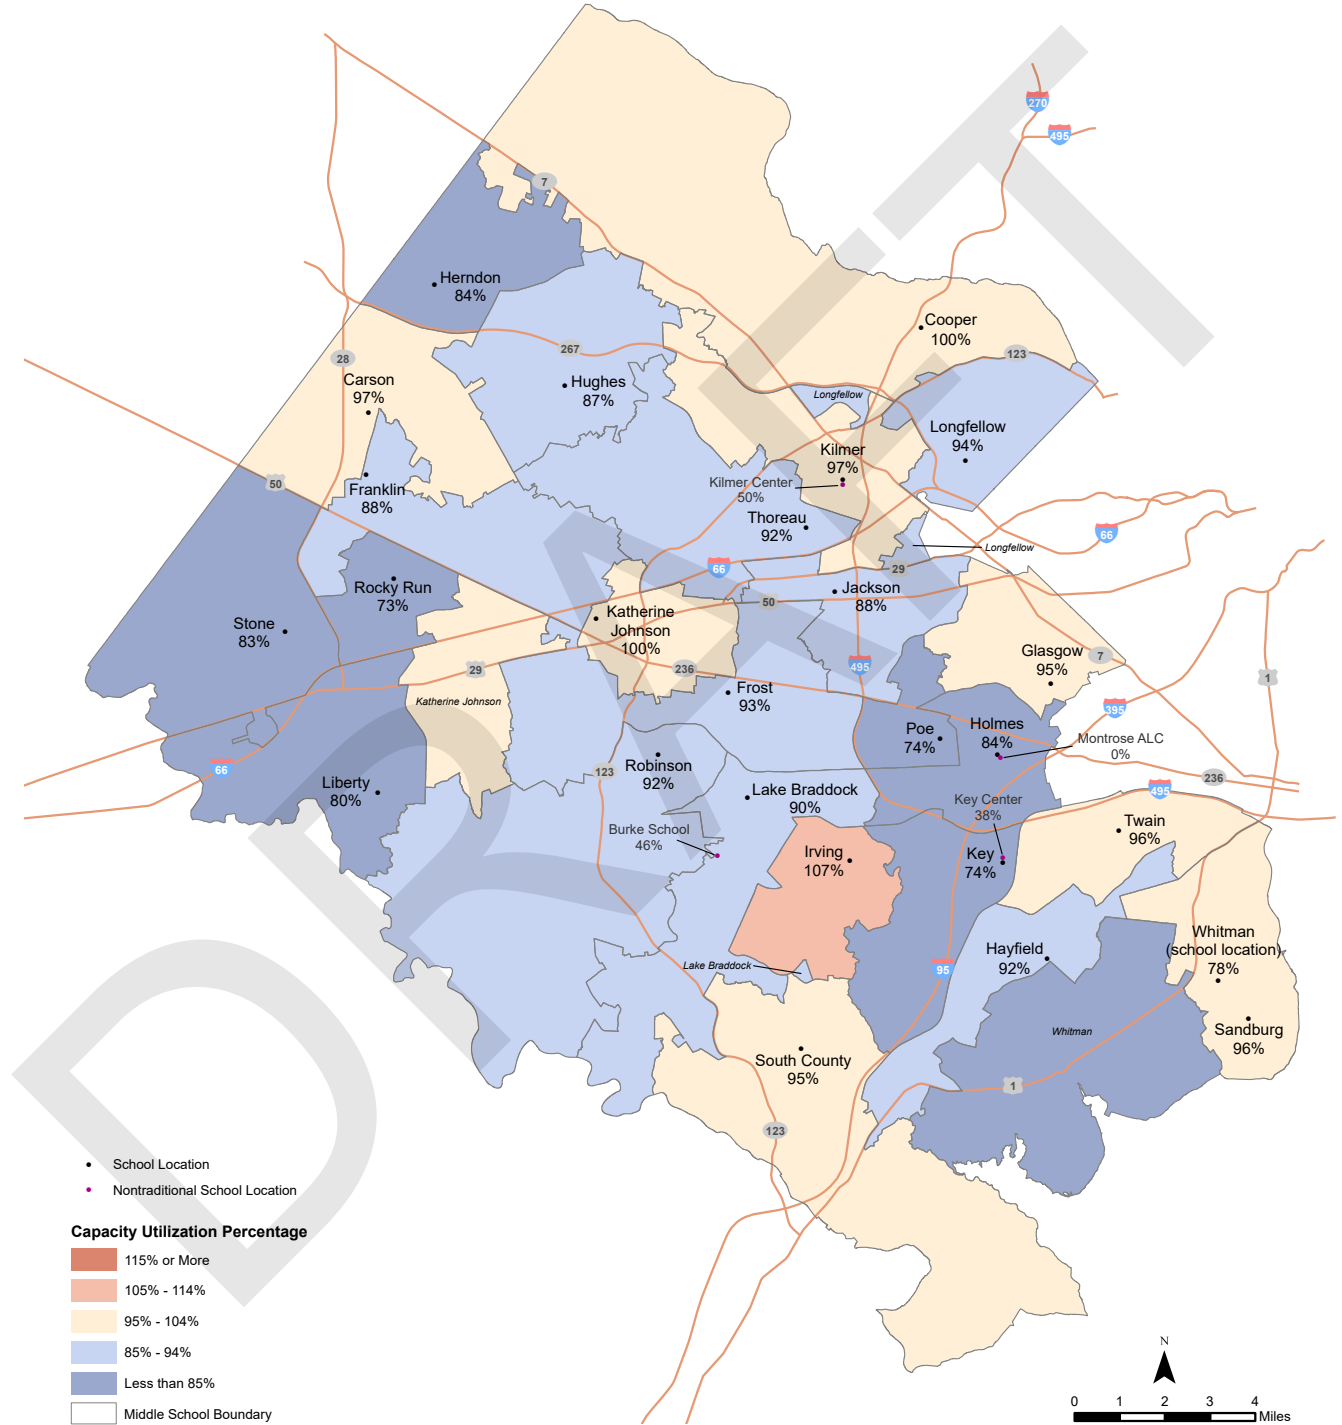 270
495
7
Herndon
84%
Cooper
100%
123
267
28
Carson
97%
Hughes
87%
Longfellow
Longfellow
94%
Kilmer
97%
Kilmer Center
50%
50
Franklin
88%
Thoreau
92%
66
Longfellow
66
29
Rocky Run
73%
Jackson
88%
50
Katherine
Johnson
100%
Stone
83%
Glasgow
95%
7
495
236
29
1
Katherine Johnson
Frost
93%
395
Poe
74%
Holmes
84%
Montrose ALC
0%
66
123
Robinson
92%
236
Liberty
80%
Lake Braddock
90%
495
Key Center
38%
Twain
96%
Burke School
46%
Irving
107%
Key
74%
Whitman
(school location)
78%
Hayfield
92%
Lake Braddock
95
Whitman
Sandburg
96%
South County
95%
1
123
DRAFT
School Location
Nontraditional School Location
Capacity Utilization Percentage
115% or More
105% - 114%
95% - 104%
85% - 94%
Less than 85%
Middle School Boundary
N
0 1 2 3 4
Miles